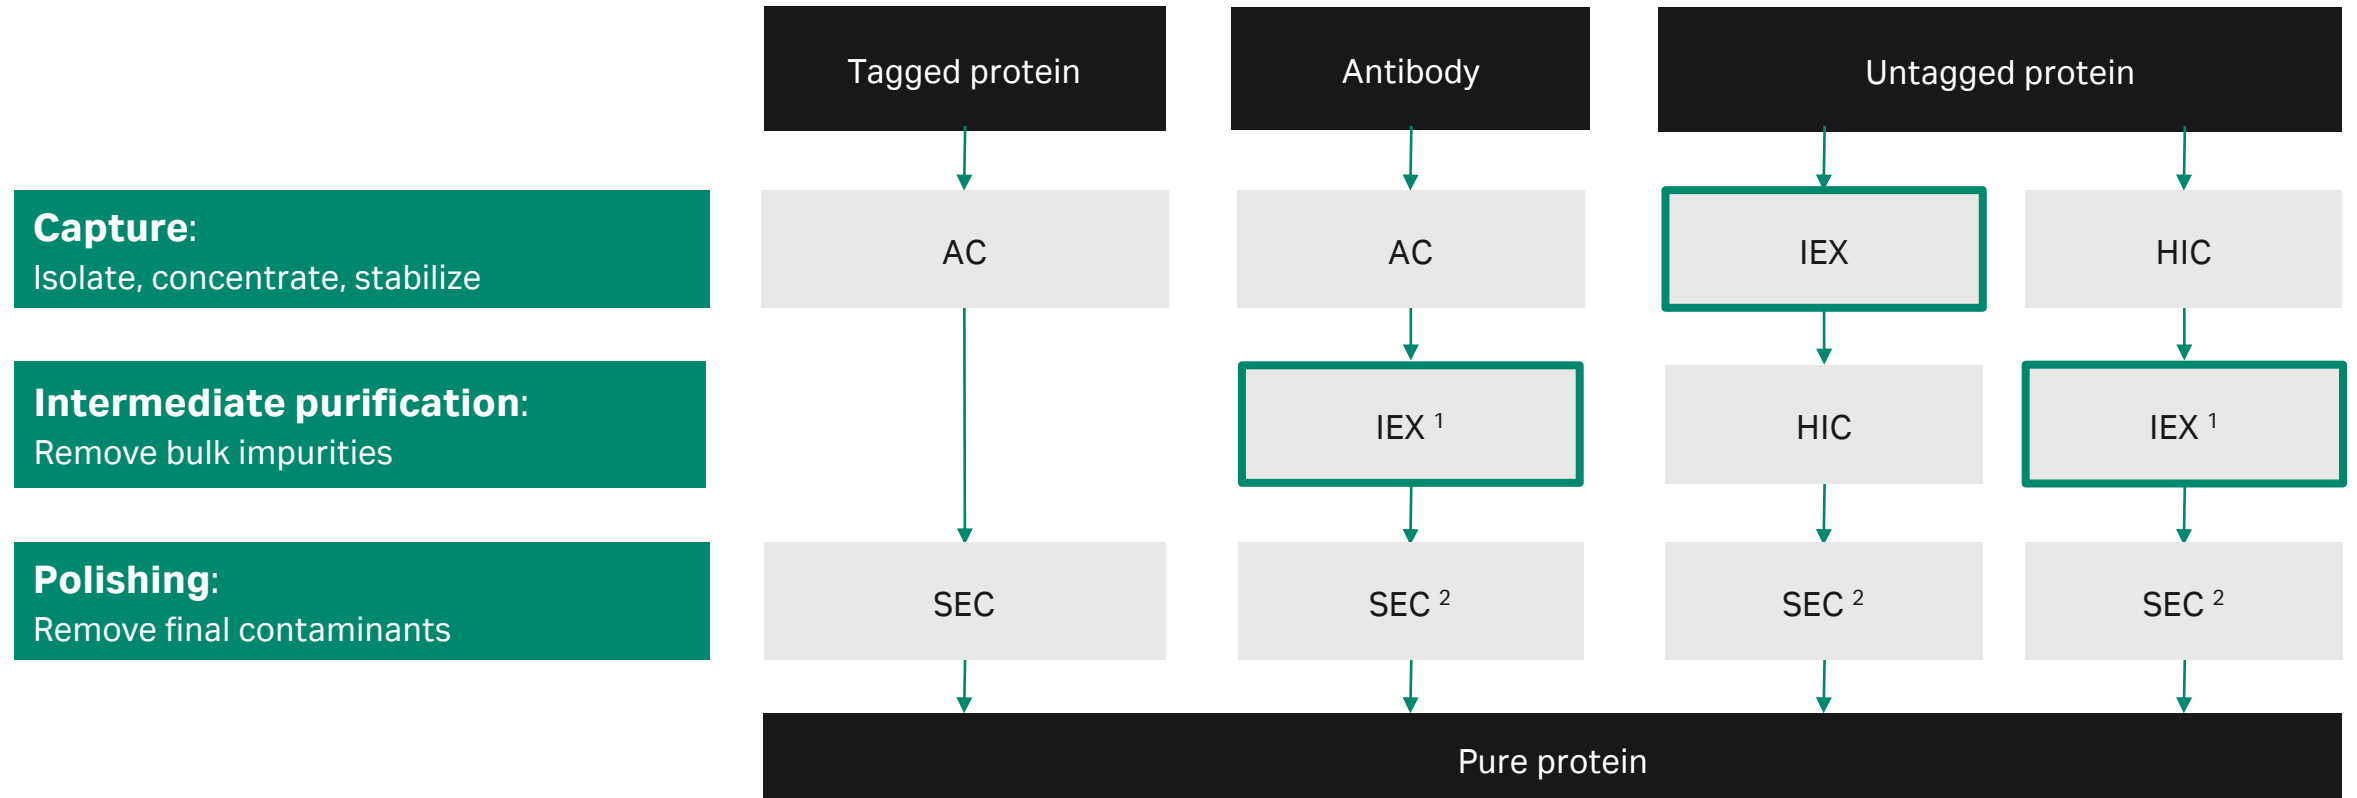 Tagged protein
Antibody
Untagged protein
Capture:
Isolate, concentrate, stabilize
AC
AC
IEX
HIC
Intermediate purification:
Remove bulk impurities
IEX ¹
HIC
IEX ¹
Polishing:
Remove final contaminants
SEC
SEC ²
SEC ²
SEC ²
Pure protein